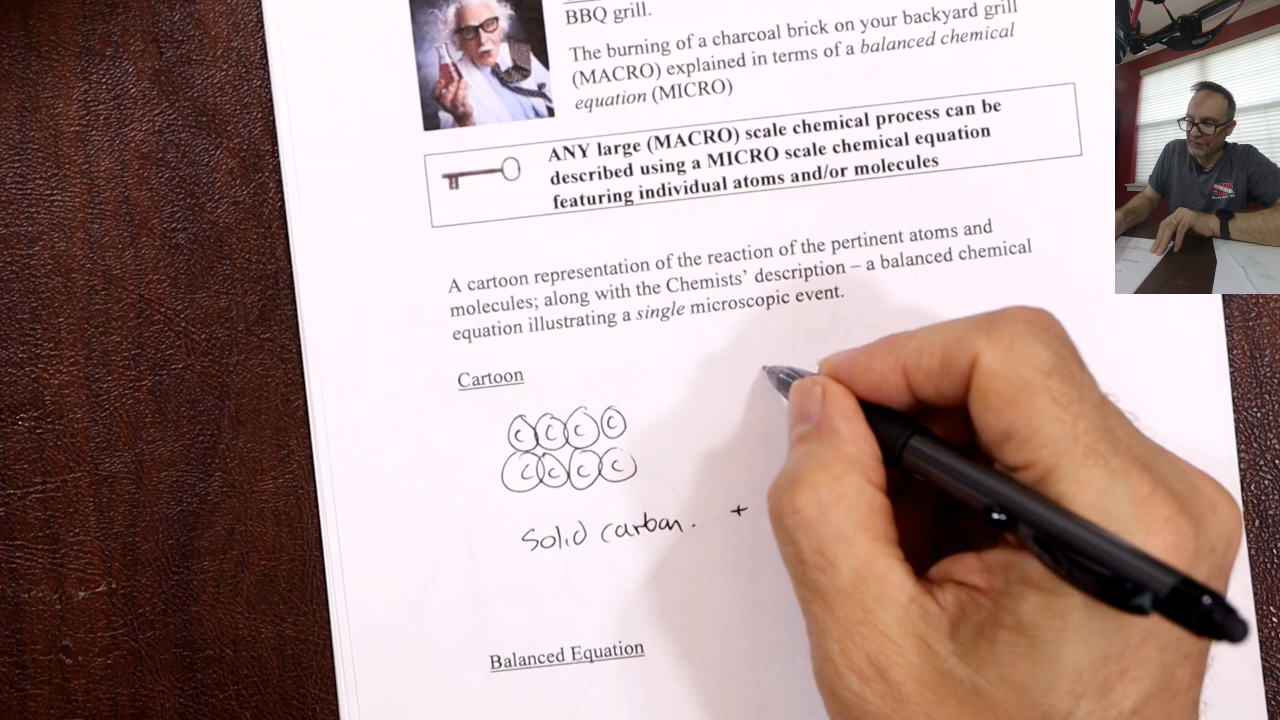 BBQ grill.
The burning of a charcoal brick on your backyard grill
(MACRO) explained in terms of a balanced chemical
equation (MICRO)
ANY large (MACRO) scale chemical process can be
described using a MICRO scale chemical equation
featuring individual atoms and/or molecules
A cartoon representation of the reaction of the pertinent atoms and
molecules; along with the Chemists' description – a balanced chemical
equation illustrating a single microscopic event.
Cartoon
C C C C
C C C C
Solid carbon. +
Balanced Equation